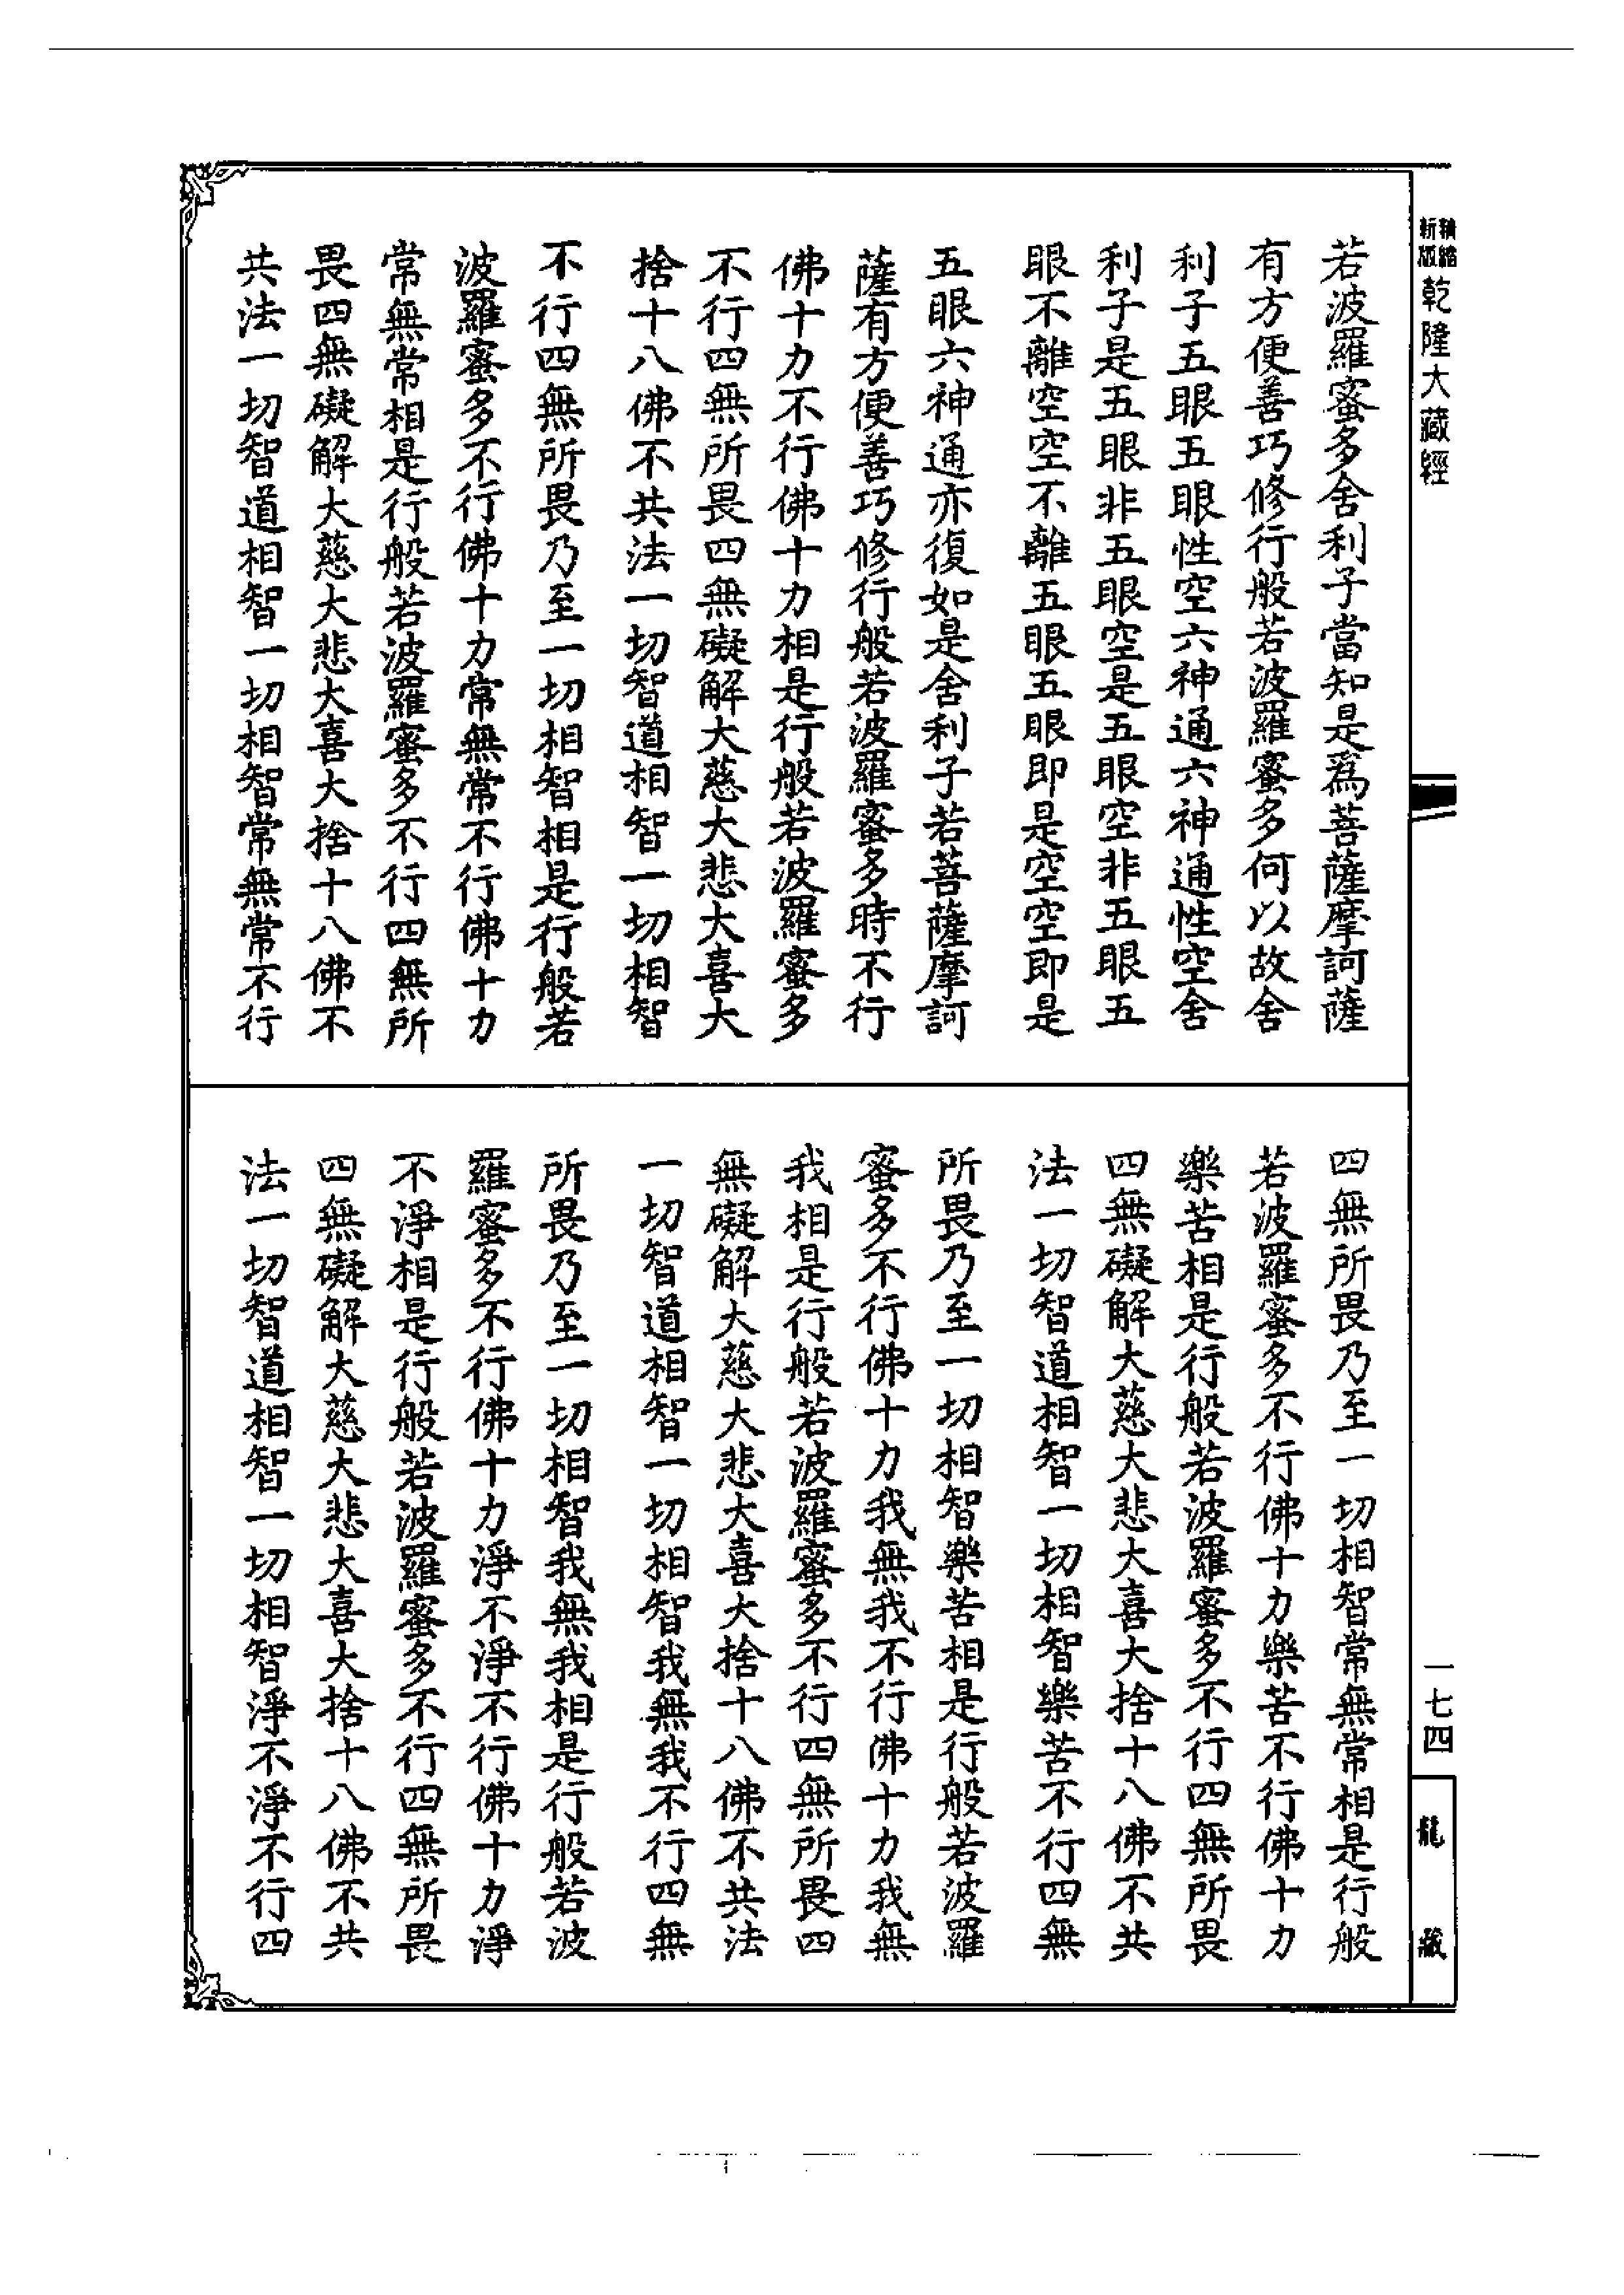 精縮新版乾隆大藏經
若波羅蜜多舍利子當知是爲菩薩摩訶薩
有方便善巧修行般若波羅蜜多何以故舍
利子五眼五眼性空六神通六神通性空舍
利子是五眼非五眼空是五眼空非五眼五
眼不離空空不離五眼五眼即是空空即是
五眼六神通亦復如是舍利子若菩薩摩訶
薩有方便善巧修行般若波羅蜜多時不行
佛十力不行佛十力相是行般若波羅蜜多
不行四無所畏四無礙解大慈大悲大喜大
捨十八佛不共法一切智道相智一切相智
不行四無所畏乃至一切相智相是行般若
波羅蜜多不行佛十力常無常不行佛十力
常無常相是行般若波羅蜜多不行四無所
畏四無礙解大慈大悲大喜大捨十八佛不
共法一切智道相智一切相智常無常不行
四無所畏乃至一切相智常無常相是行般
若波羅蜜多不行佛十力樂苦不行佛十力
樂苦相是行般若波羅蜜多不行四無所畏
四無礙解大慈大悲大喜大捨十八佛不共
法一切智道相智一切相智樂苦不行四無
所畏乃至一切相智樂苦相是行般若波羅
蜜多不行佛十力我無我不行佛十力我無
我相是行般若波羅蜜多不行四無所畏四
無礙解大慈大悲大喜大捨十八佛不共法
一切智道相智一切相智我無我不行四無
所畏乃至一切相智我無我相是行般若波
羅蜜多不行佛十力淨不淨不行佛十力淨
不淨相是行般若波羅蜜多不行四無所畏
四無礙解大慈大悲大喜大捨十八佛不共
法一切智道相智一切相智淨不淨不行四
一七四
龍藏